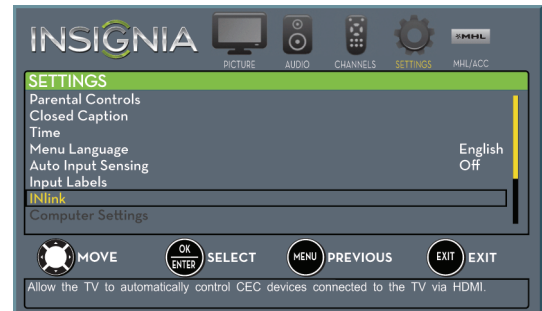 INSIGNIA
PICTURE AUDIO CHANNELS SETTINGS MHL MHL/ACC
SETTINGS
Parental Controls
Closed Caption
Time
Menu Language English
Auto Input Sensing Off
Input Labels
INlink
Computer Settings
MOVE OK ENTER SELECT MENU PREVIOUS EXIT EXIT
Allow the TV to automatically control CEC devices connected to the TV via HDMI.